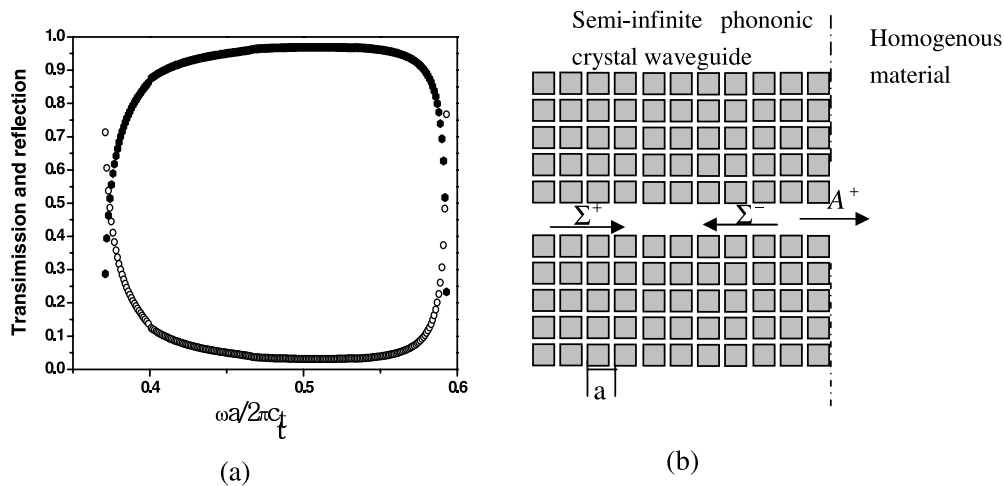 Transimission and reflection
1.0
0.9
0.8
0.7
0.6
0.5
0.4
0.3
0.2
0.1
0.0
0.4
0.5
0.6
ωa/2πc_t
(a)
Semi-infinite phononic
crystal waveguide
Homogenous
material
Σ⁺
Σ⁻
A⁺
a
(b)